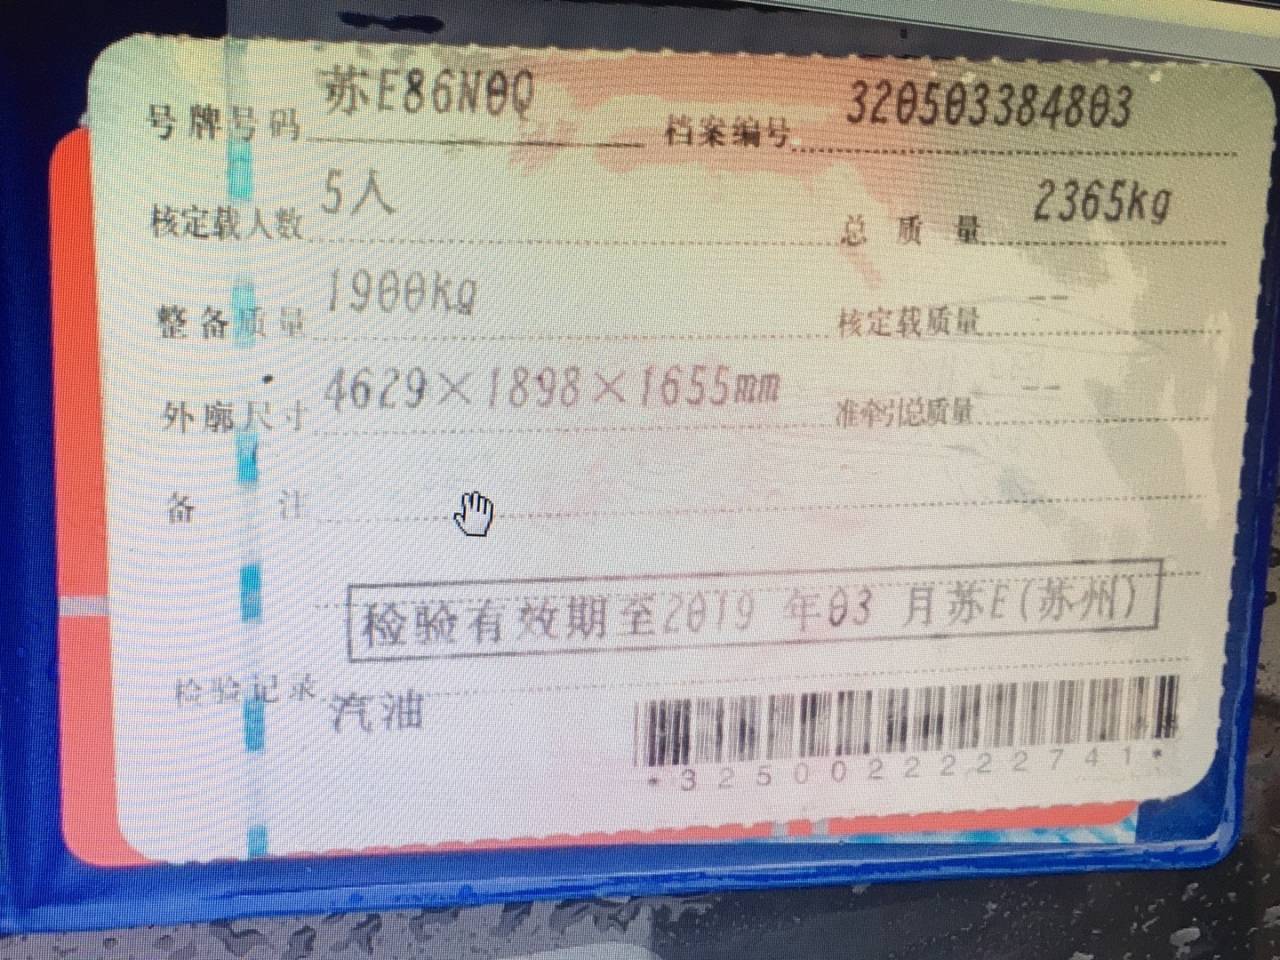 号牌号码 苏E86N0Q 档案编号 320503384803
核定载人数 5人 总质量 2365kg
整备质量 1900kg 核定载质量 --
外廓尺寸 4629×1898×1655mm 准牵引总质量 --
备注
检验有效期至2019年03月苏E(苏州)
检验记录 汽油
*3250022222741*